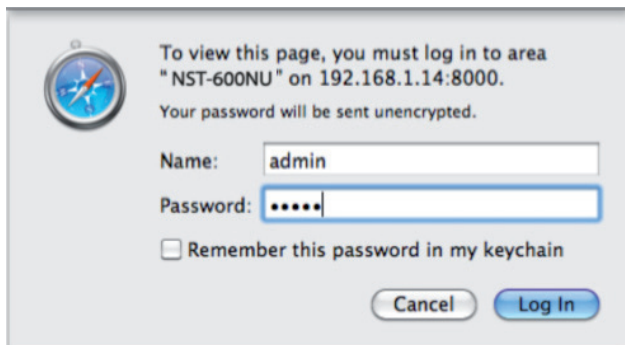 To view this page, you must log in to area
"NST-600NU" on 192.168.1.14:8000.
Your password will be sent unencrypted.
Name: admin
Password: •••••
Remember this password in my keychain
Cancel Log In